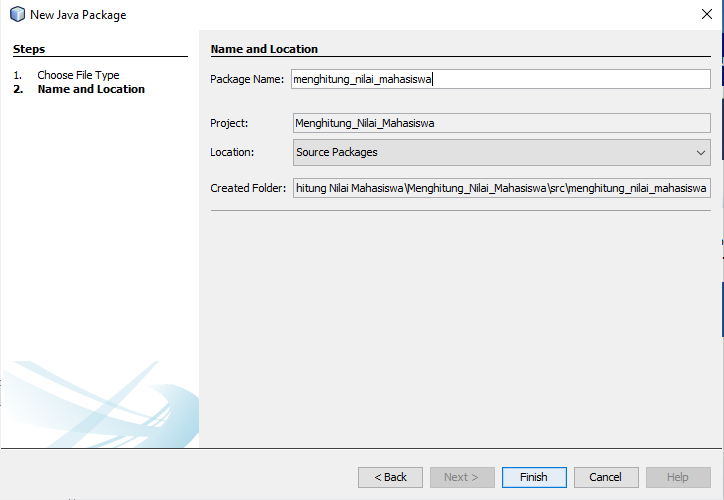 New Java Package
Steps
1. Choose File Type
2. Name and Location
Name and Location
Package Name: menghitung_nilai_mahasiswa
Project: Menghitung_Nilai_Mahasiswa
Location: Source Packages
Created Folder: hitung Nilai Mahasiswa\Menghitung_Nilai_Mahasiswa\src\menghitung_nilai_mahasiswa
< Back
Next >
Finish
Cancel
Help